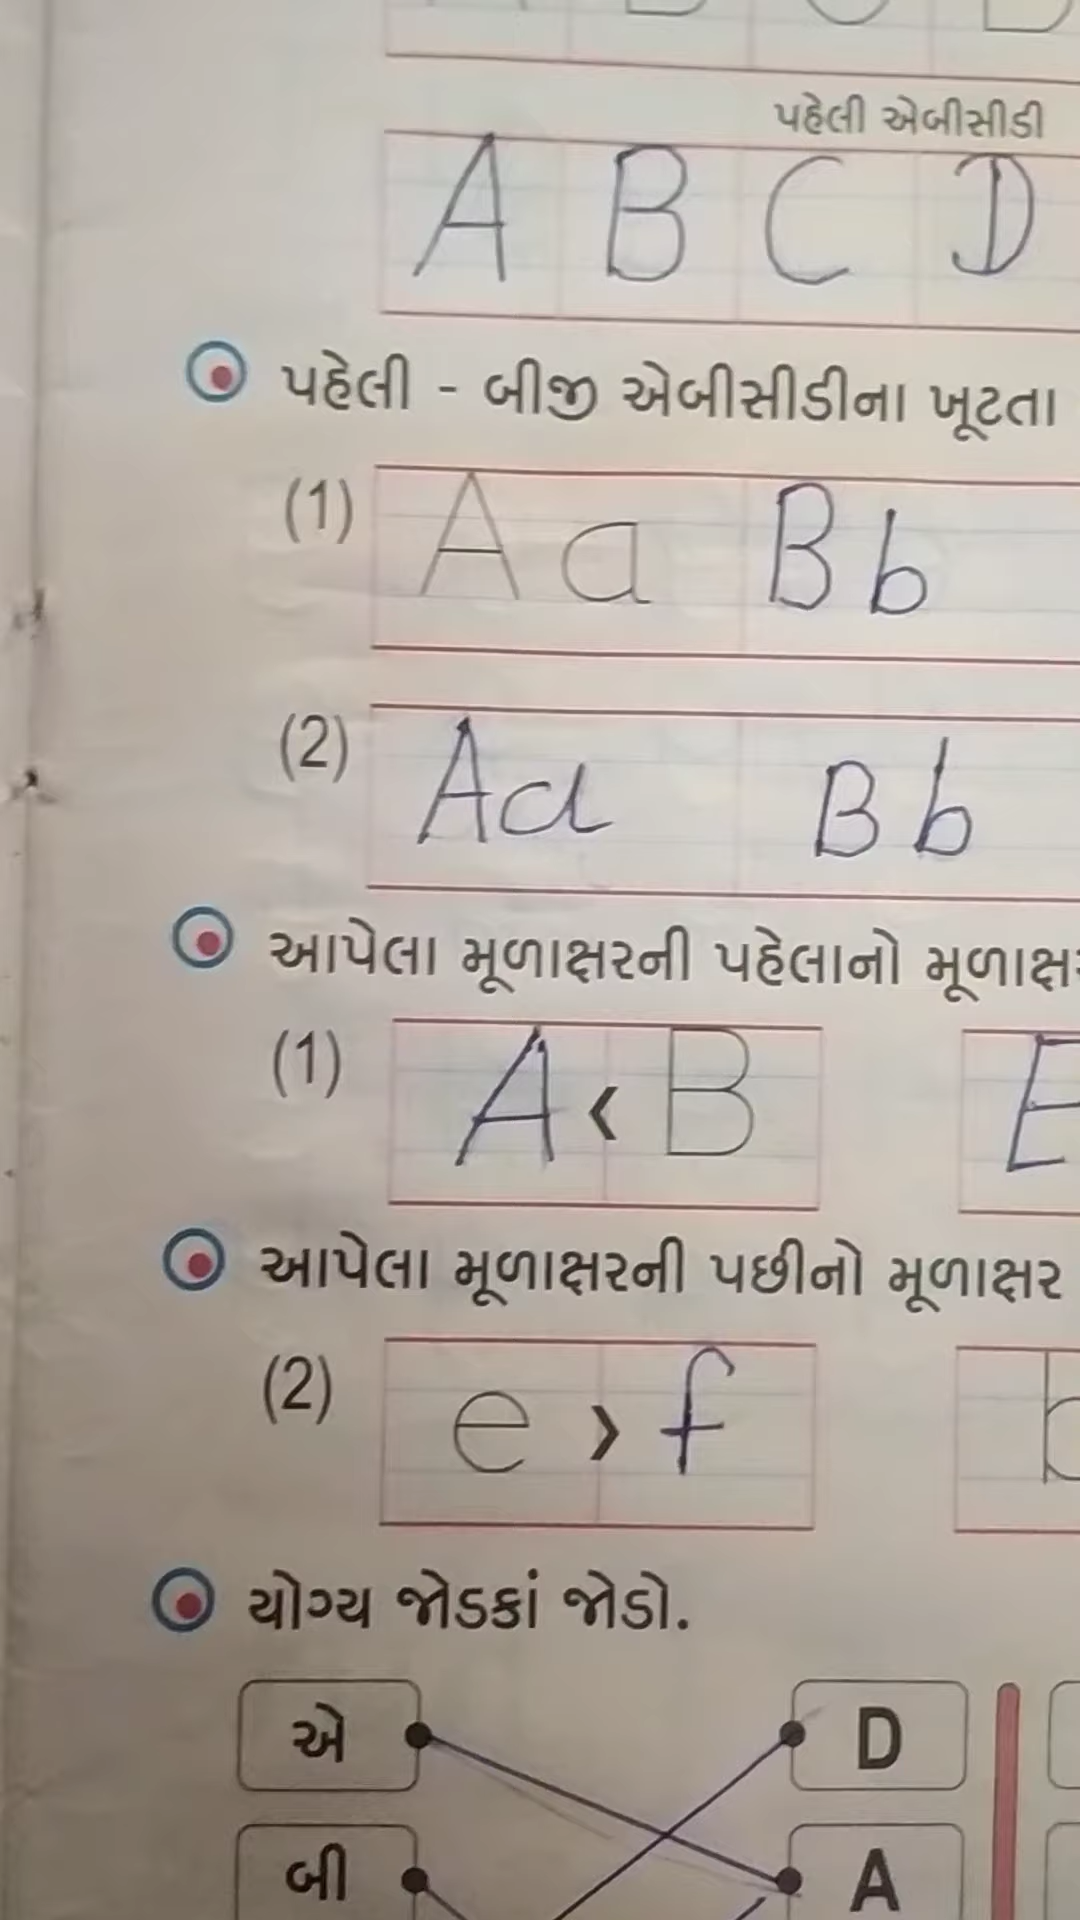 પહેલી એબીસીડી
A B C D
પહેલી - બીજી એબીસીડીના ખૂટતા
(1) A a B b
(2) A a B b
આપેલા મૂળાક્ષરની પહેલાનો
(1) A < B E
આપેલા મૂળાક્ષરની પછીનો મૂળાક્ષર
(2) e > f
યોગ્ય જોડકાં જોડો.
એ D
બી A